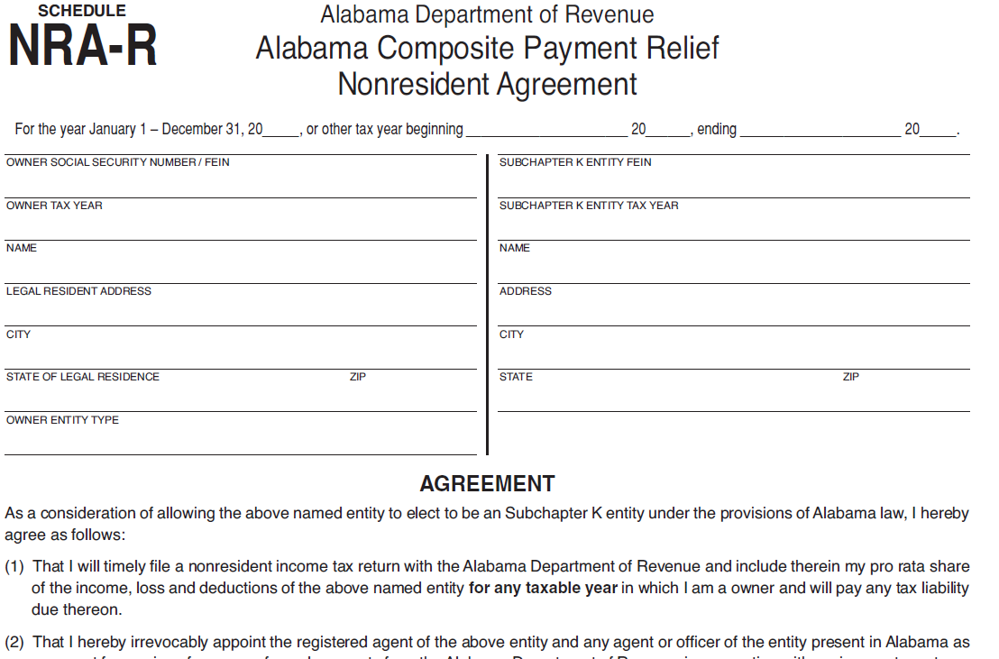 SCHEDULE
NRA-R
Alabama Department of Revenue
Alabama Composite Payment Relief
Nonresident Agreement
For the year January 1 – December 31, 20_____, or other tax year beginning ______________________ 20______, ending ______________________ 20_____.
OWNER SOCIAL SECURITY NUMBER / FEIN
OWNER TAX YEAR
NAME
LEGAL RESIDENT ADDRESS
CITY
STATE OF LEGAL RESIDENCE ZIP
OWNER ENTITY TYPE
SUBCHAPTER K ENTITY FEIN
SUBCHAPTER K ENTITY TAX YEAR
NAME
ADDRESS
CITY
STATE ZIP
AGREEMENT
As a consideration of allowing the above named entity to elect to be an Subchapter K entity under the provisions of Alabama law, I hereby
agree as follows:
(1) That I will timely file a nonresident income tax return with the Alabama Department of Revenue and include therein my pro rata share
of the income, loss and deductions of the above named entity for any taxable year in which I am a owner and will pay any tax liability
due thereon.
(2) That I hereby irrevocably appoint the registered agent of the above entity and any agent or officer of the entity present in Alabama as